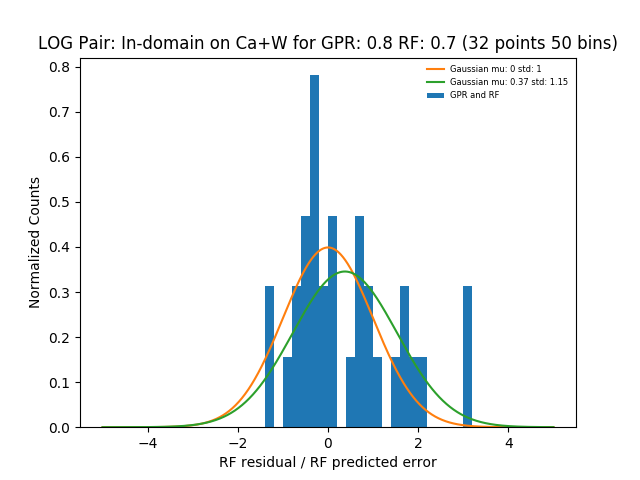 LOG Pair: In-domain on Ca+W for GPR: 0.8 RF: 0.7 (32 points 50 bins)
Gaussian mu: 0 std: 1
Gaussian mu: 0.37 std: 1.15
GPR and RF
Normalized Counts
0.8
0.7
0.6
0.5
0.4
0.3
0.2
0.1
0.0
−4 −2 0 2 4
RF residual / RF predicted error